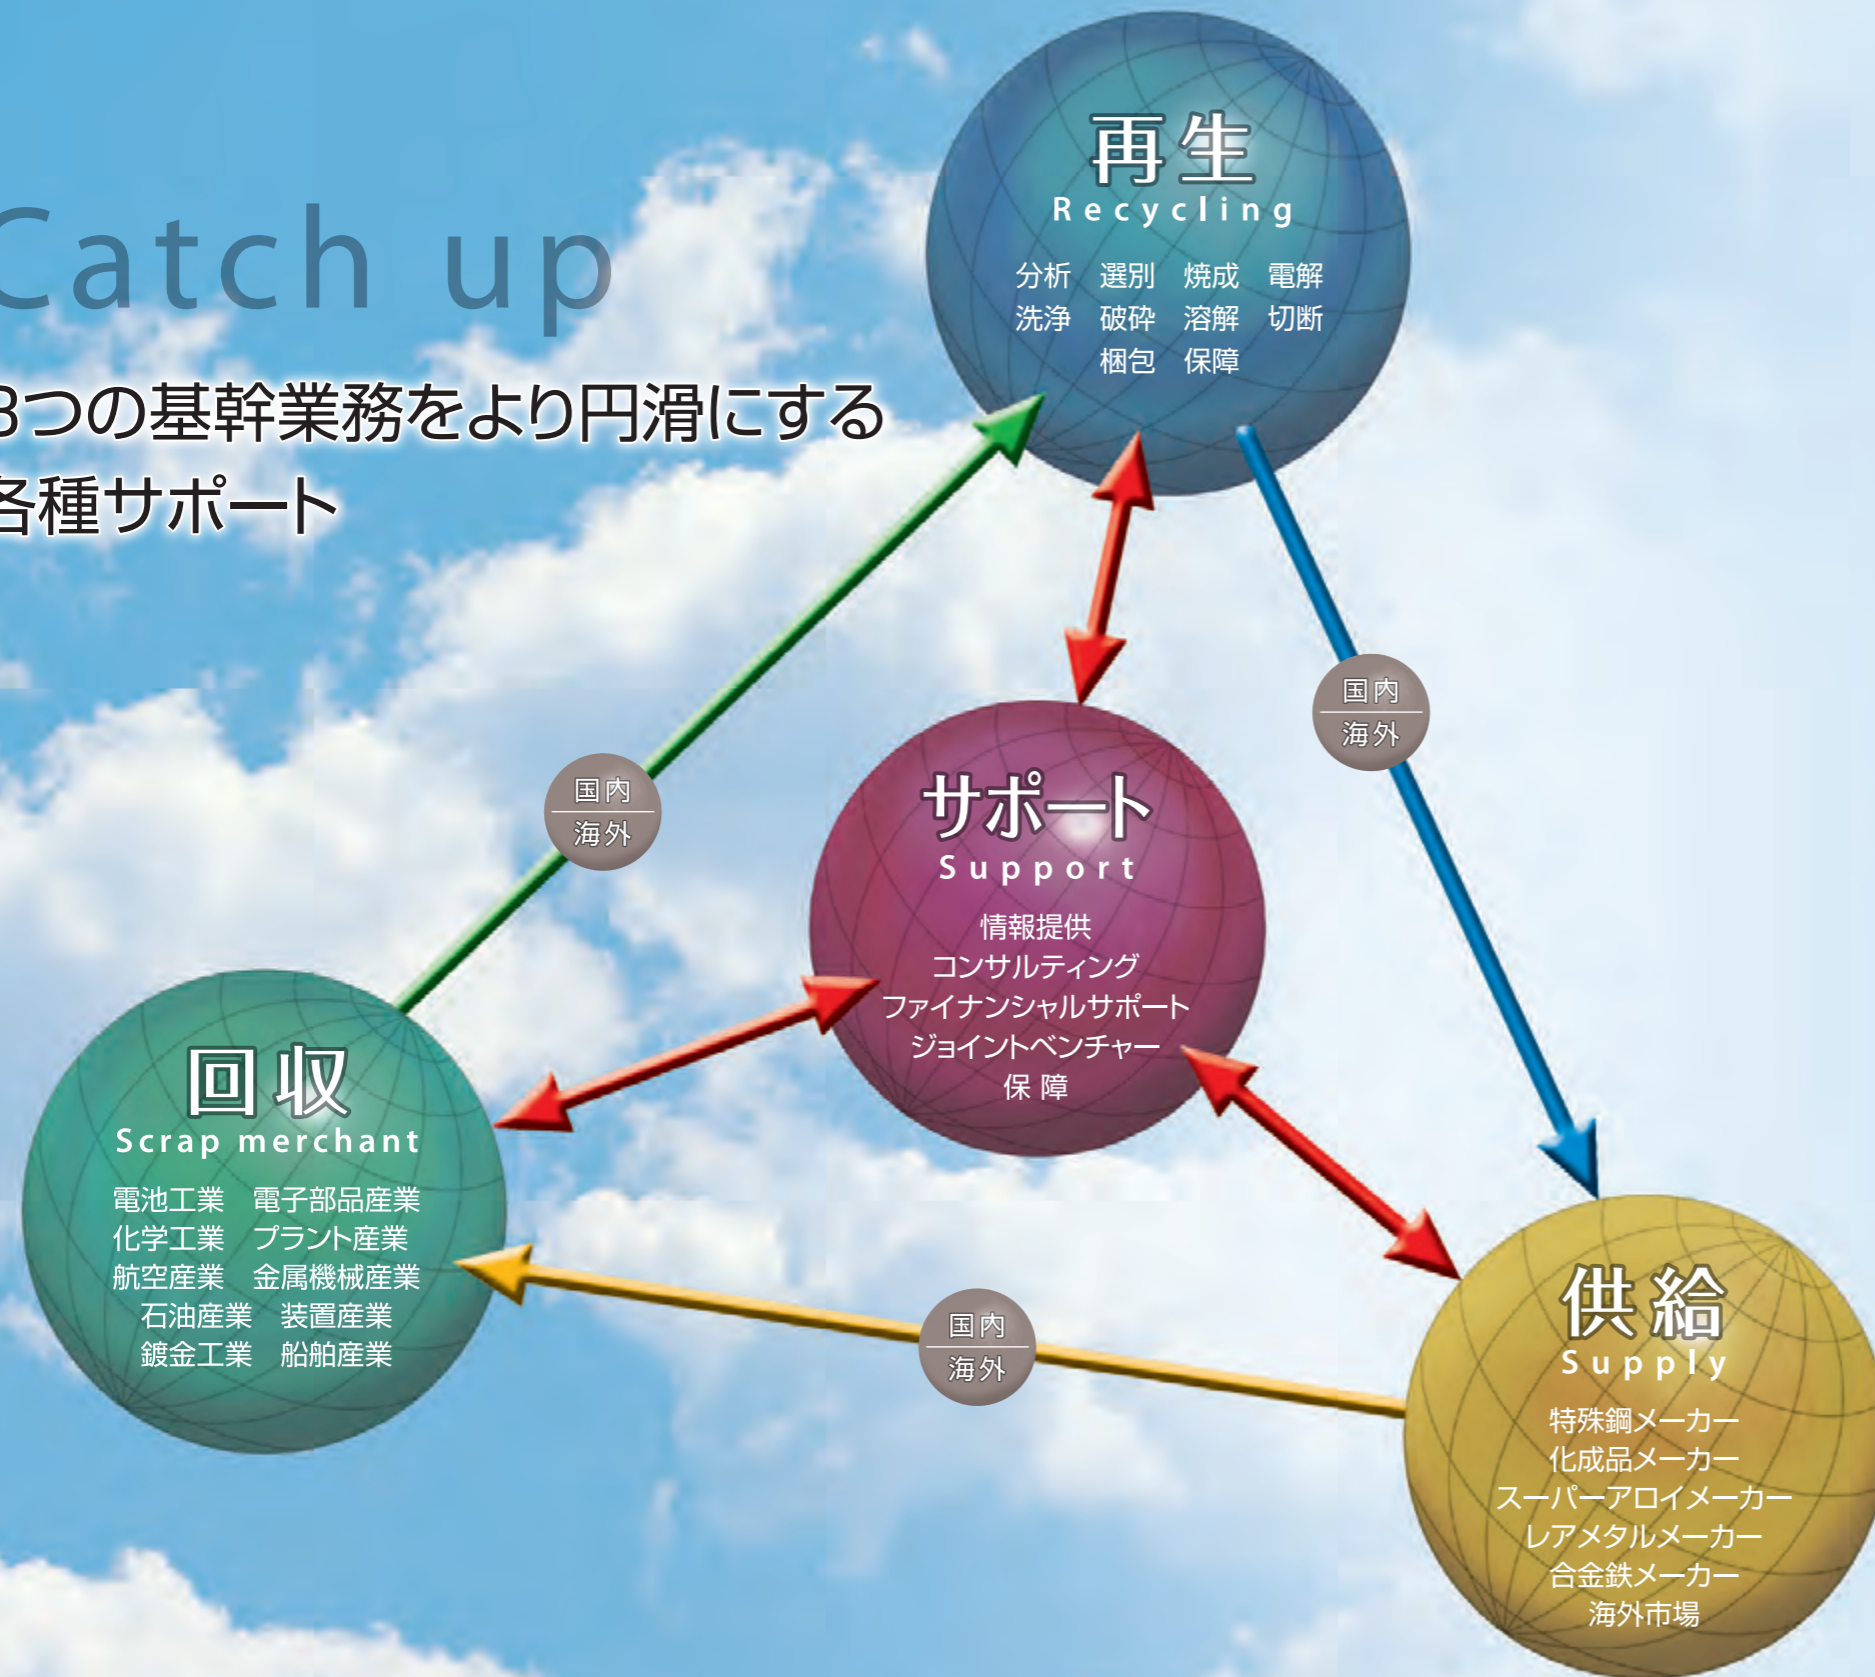 Catch up
3つの基幹業務をより円滑にする
各種サポート
再生
Recycling
分析 選別 焼成 電解
洗浄 破砕 溶解 切断
梱包 保障
国内
海外
国内
海外
サポート
Support
情報提供
コンサルティング
ファイナンシャルサポート
ジョイントベンチャー
保障
回収
Scrap merchant
電池工業 電子部品産業
化学工業 プラント産業
航空産業 金属機械産業
石油産業 装置産業
鍍金工業 船舶産業
国内
海外
供給
Supply
特殊鋼メーカー
化成品メーカー
スーパーアロイメーカー
レアメタルメーカー
合金鉄メーカー
海外市場